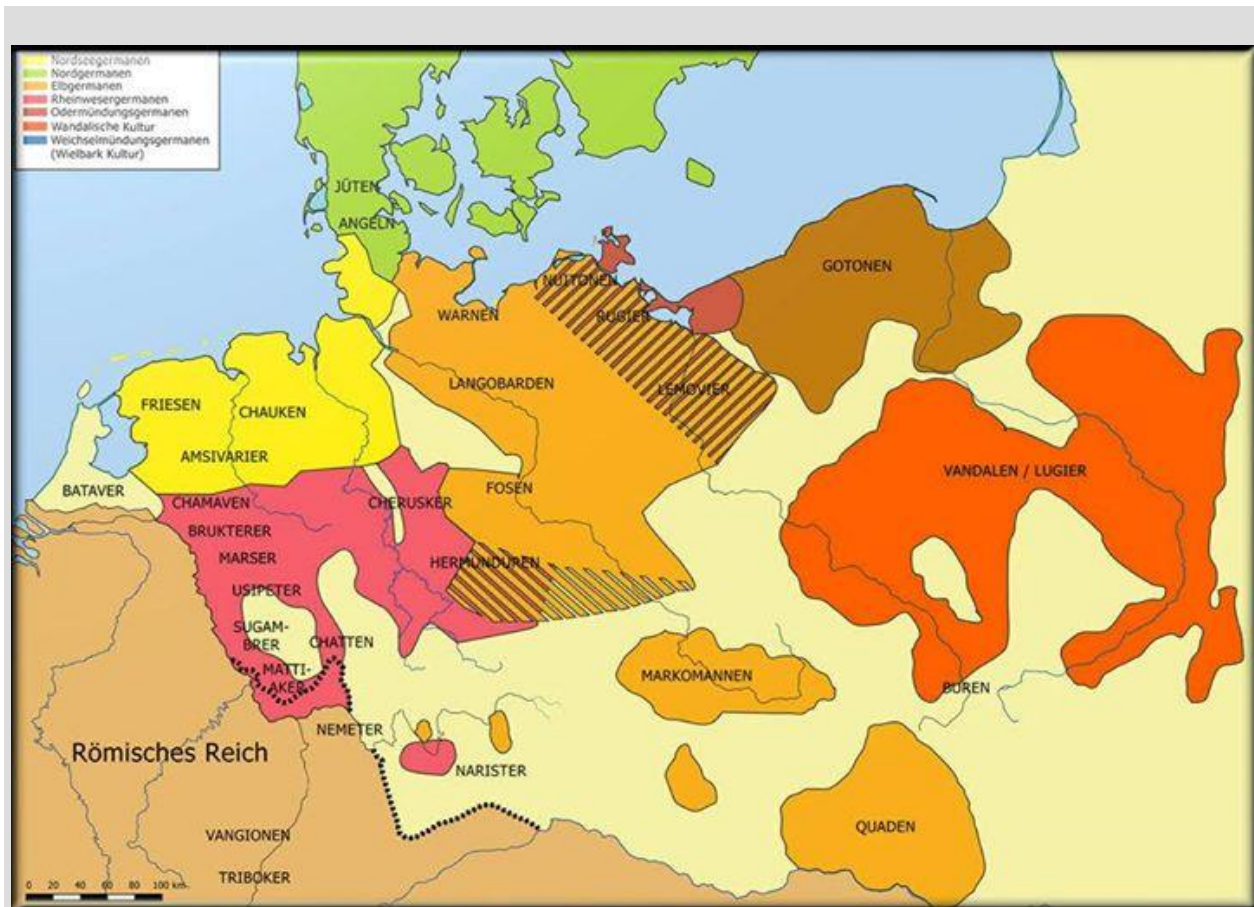 Nordseegermanen
Nordgermanen
Elbgermanen
Rheinwesergermanen
Odermündungsgermanen
Wandalische Kultur
Weichselmündungsgermanen
(Wielbark Kultur)
JÜTEN
ANGELN
GOTONEN
NUITONEN
WARNEN
RUGIER
LANGOBARDEN
LEMOVIER
FRIESEN
CHAUKEN
AMSIVARIER
VANDALEN / LUGIER
BATAVER
CHAMAVEN
CHERUSKER
FOSEN
BRUKTERER
MARSER
HERMUNDUREN
USIPETER
SUGAM-
BRER
CHATTEN
MATTI-
AKER
MARKOMANNEN
BUREN
NEMETER
Römisches Reich
NARISTER
VANGIONEN
QUADEN
TRIBOKER
0 20 40 60 80 100 km